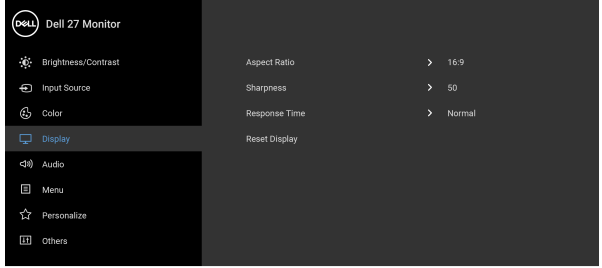 DELL Dell 27 Monitor
Brightness/Contrast
Input Source
Color
Display
Audio
Menu
Personalize
Others
Aspect Ratio 16:9
Sharpness 50
Response Time Normal
Reset Display